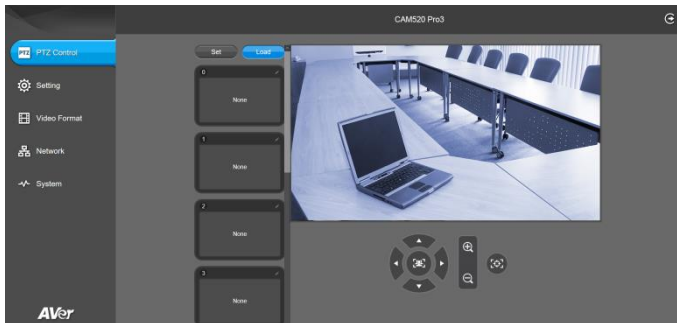 CAM520 Pro3
PTZ PTZ Control
Setting
Video Format
Network
System
Set Load
0
None
1
None
2
None
3
None
AVer